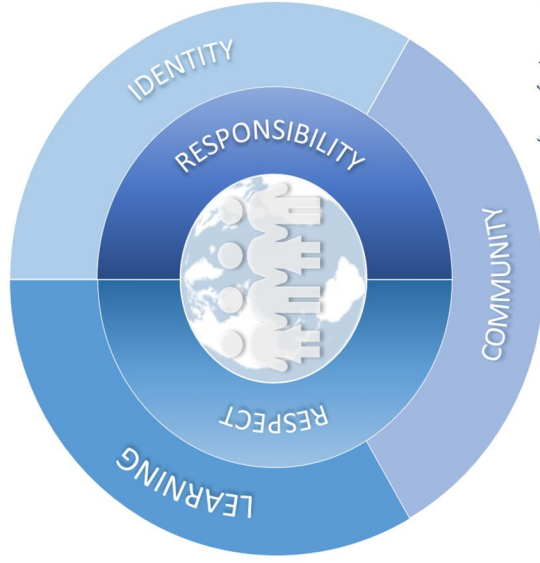 IDENTITY
RESPONSIBILITY
COMMUNITY
RESPECT
LEARNING